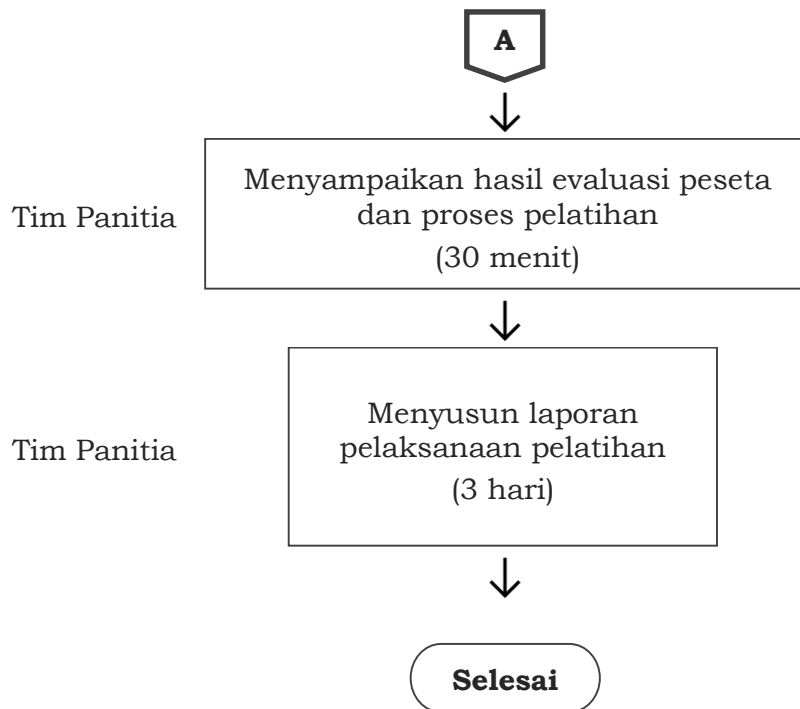 A
Menyampaikan hasil evaluasi peseta
dan proses pelatihan
(30 menit)
Tim Panitia
Menyusun laporan
pelaksanaan pelatihan
(3 hari)
Tim Panitia
Selesai